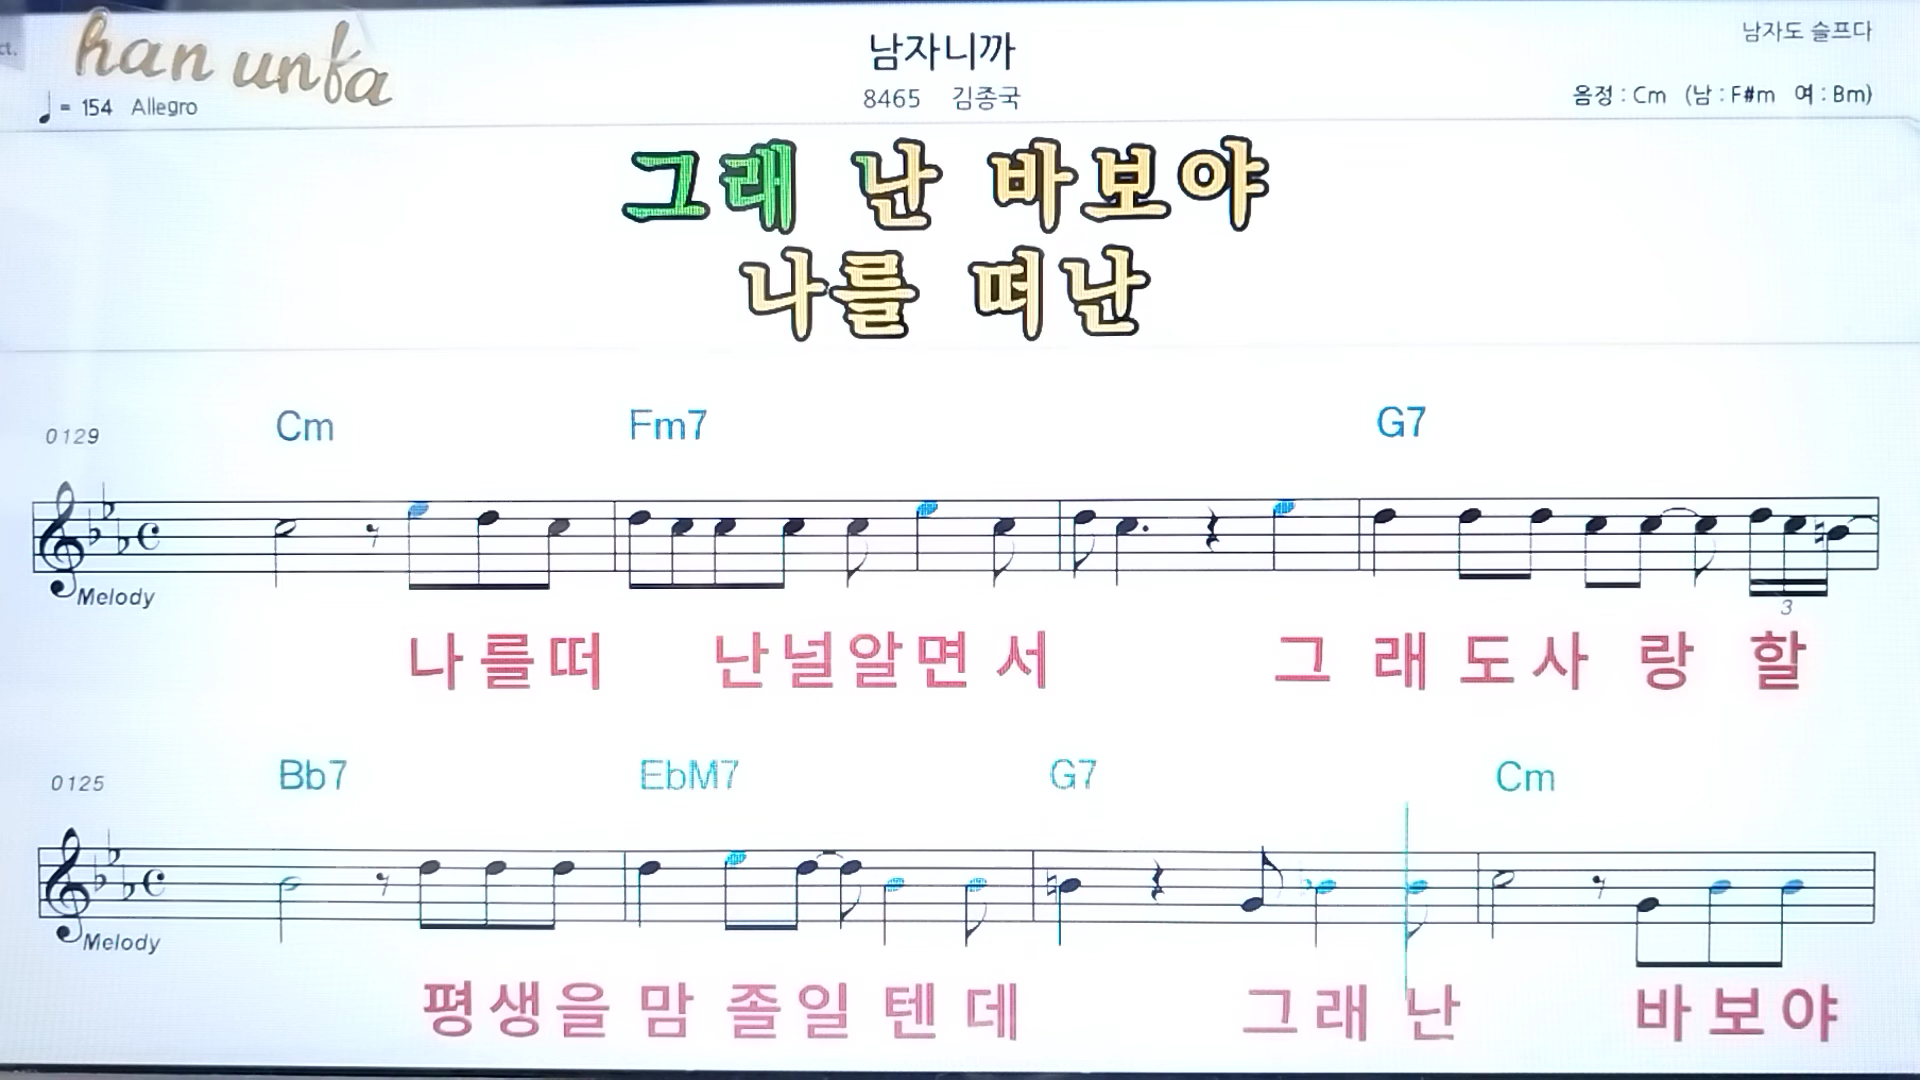 ct.
han unfa
남자니까
남자도 슬프다
♩ = 154 Allegro
8465 김종국
음정 : Cm (남 : F#m 여 : Bm)
그래 난 바보야
나를 떠난
0129 Cm Fm7 G7
Melody
3
나를떠 난널알면서 그래도사랑할
0125 Bb7 EbM7 G7 Cm
Melody
평생을맘졸일텐데 그래난 바보야